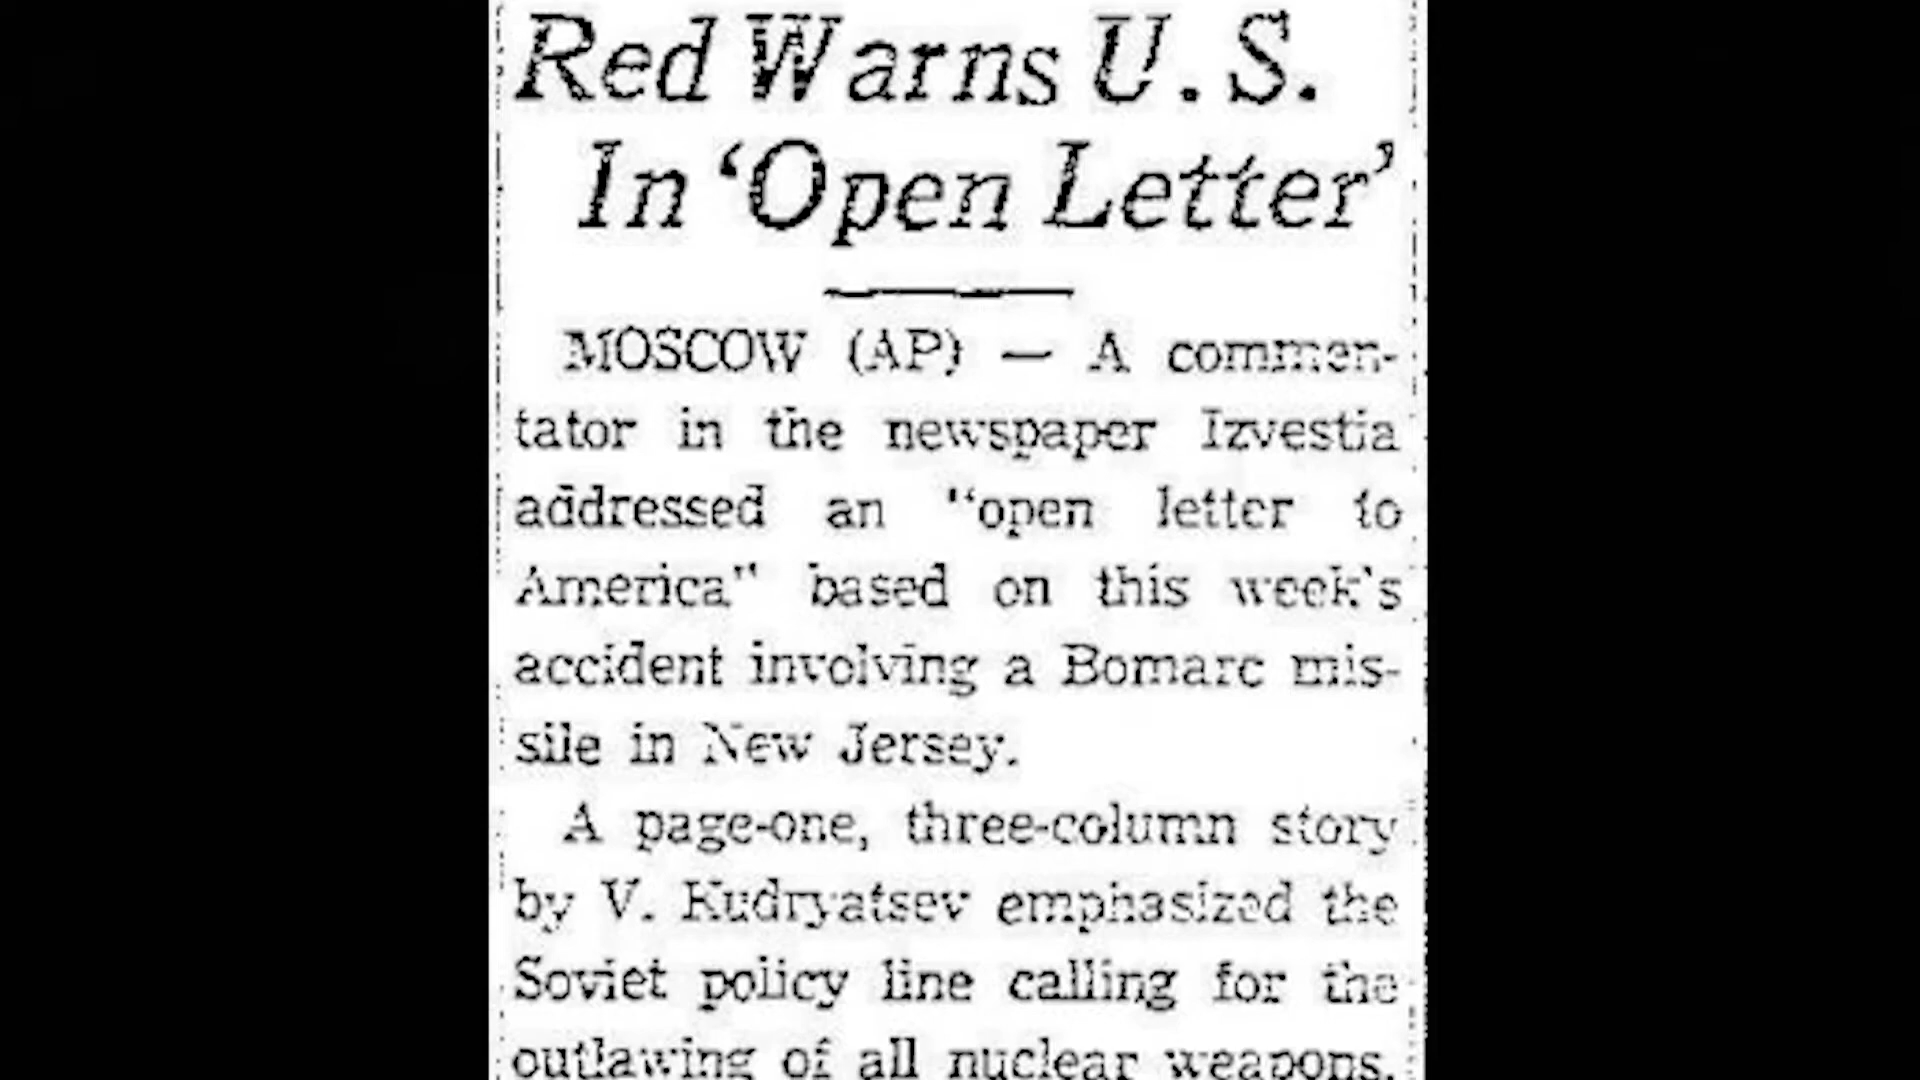 Red Warns U.S.
In ‘Open Letter’
MOSCOW (AP) — A commen-
tator in the newspaper Izvestia
addressed an "open letter to
America" based on this week's
accident involving a Bomarc mis-
sile in New Jersey.
A page-one, three-column story
by V. Kudryatsev emphasized the
Soviet policy line calling for the
outlawing of all nuclear weapons.